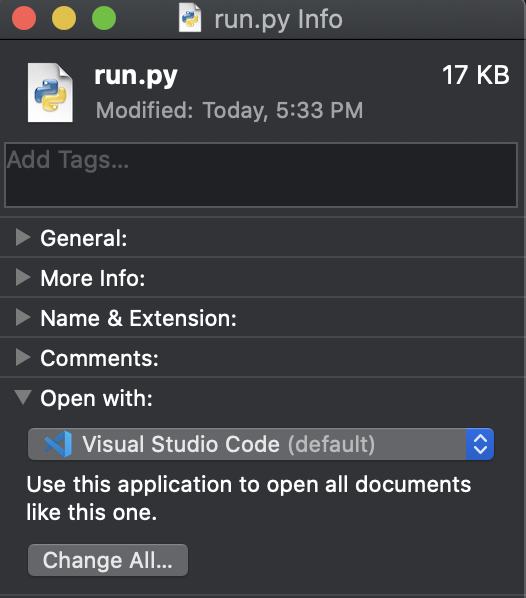 run.py Info
run.py 17 KB
Modified: Today, 5:33 PM
Add Tags...
General:
More Info:
Name & Extension:
Comments:
Open with:
Visual Studio Code (default)
Use this application to open all documents
like this one.
Change All...